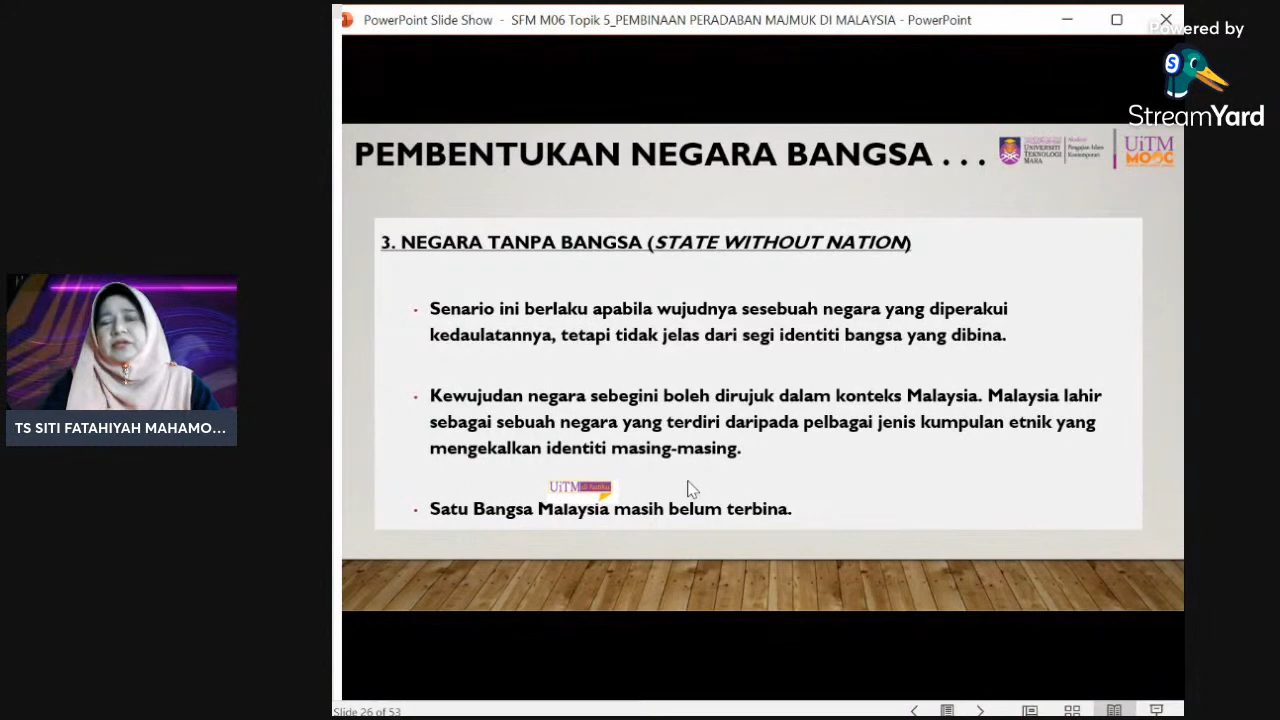 PowerPoint Slide Show - SFM M06 Topik 5_PEMBINAAN PERADABAN MAJMUK DI MALAYSIA - PowerPoint
Powered by
StreamYard
PEMBENTUKAN NEGARA BANGSA . . .
UNIVERSITI
TEKNOLOGI
MARA
Akademi
Pengajian Islam
Kontemporari
UiTM
MOOC
3. NEGARA TANPA BANGSA (STATE WITHOUT NATION)
• Senario ini berlaku apabila wujudnya sesebuah negara yang diperakui
kedaulatannya, tetapi tidak jelas dari segi identiti bangsa yang dibina.
• Kewujudan negara sebegini boleh dirujuk dalam konteks Malaysia. Malaysia lahir
sebagai sebuah negara yang terdiri daripada pelbagai jenis kumpulan etnik yang
mengekalkan identiti masing-masing.
UiTM di hatiku
• Satu Bangsa Malaysia masih belum terbina.
TS SITI FATAHIYAH MAHAMO...
Slide 26 of 53